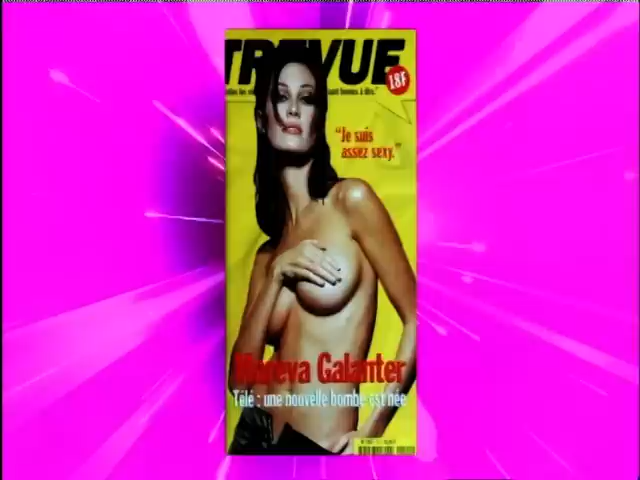 TREVUE
18F
"Je suis
assez sexy."
Mareva Galanter
Télé : une nouvelle bombe est née